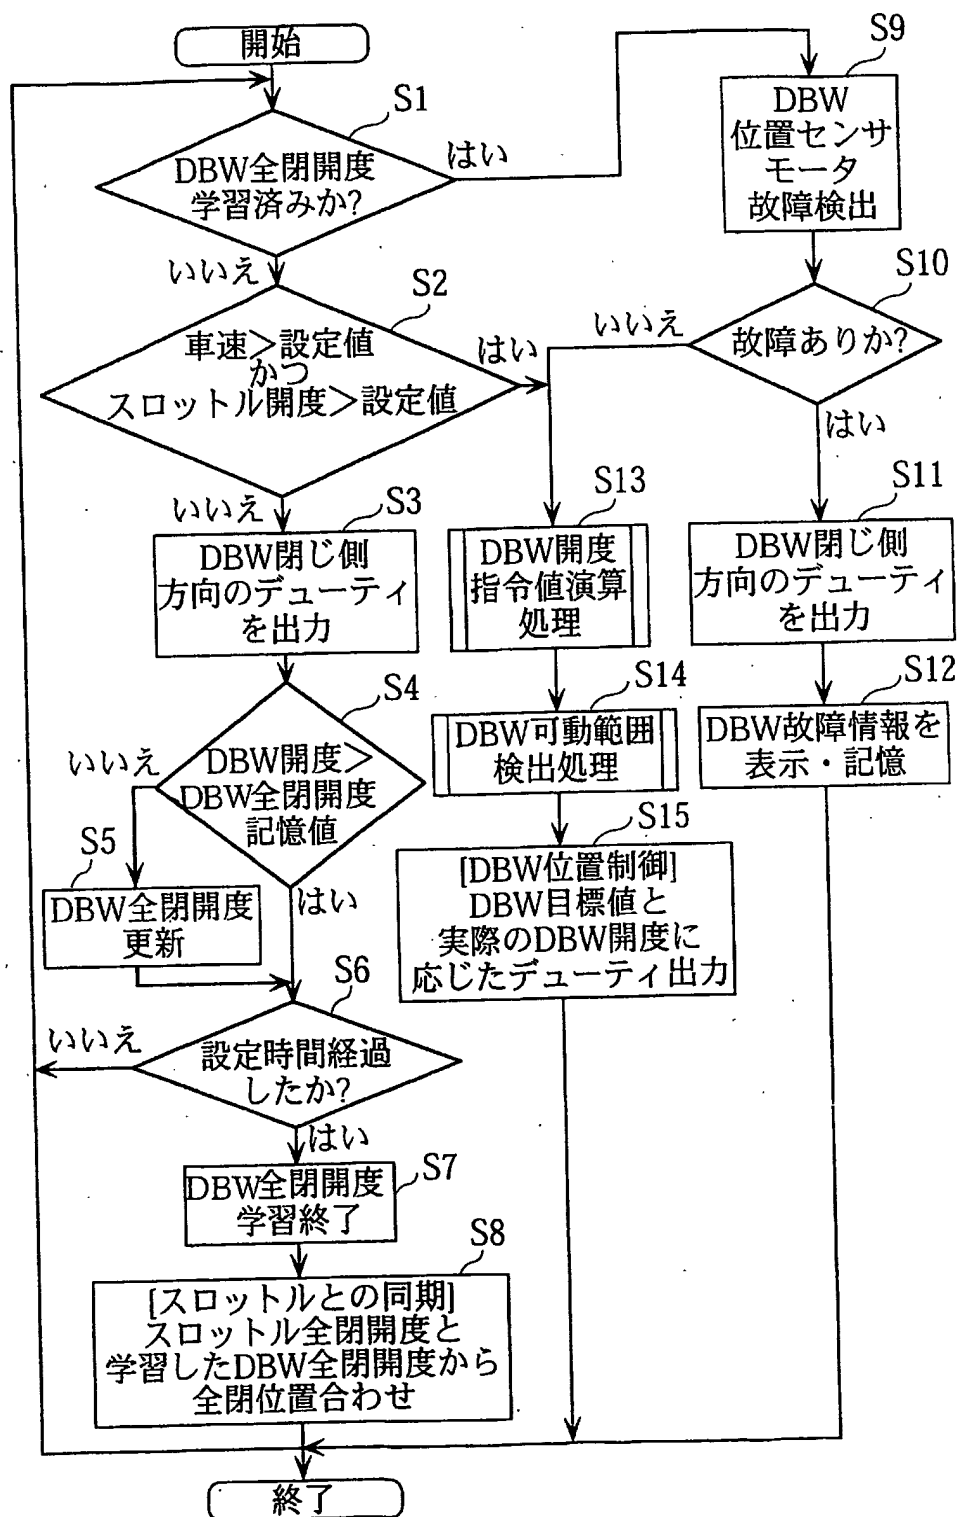 開始
S1
DBW全閉開度
学習済みか?
はい
いいえ
S2
車速>設定値
かつ
スロットル開度>設定値
はい
いいえ
S3
DBW閉じ側
方向のデューティ
を出力
S4
DBW開度>
DBW全閉開度
記憶値
いいえ
はい
S5
DBW全閉開度
更新
S6
設定時間経過
したか?
いいえ
はい
S7
DBW全閉開度
学習終了
S8
[スロットルとの同期]
スロットル全閉開度と
学習したDBW全閉開度から
全閉位置合わせ
終了
S9
DBW
位置センサ
モータ
故障検出
S10
故障ありか?
いいえ
はい
S11
DBW閉じ側
方向のデューティ
を出力
S12
DBW故障情報を
表示・記憶
S13
DBW開度
指令値演算
処理
S14
DBW可動範囲
検出処理
S15
[DBW位置制御]
DBW目標値と
実際のDBW開度に
応じたデューティ出力